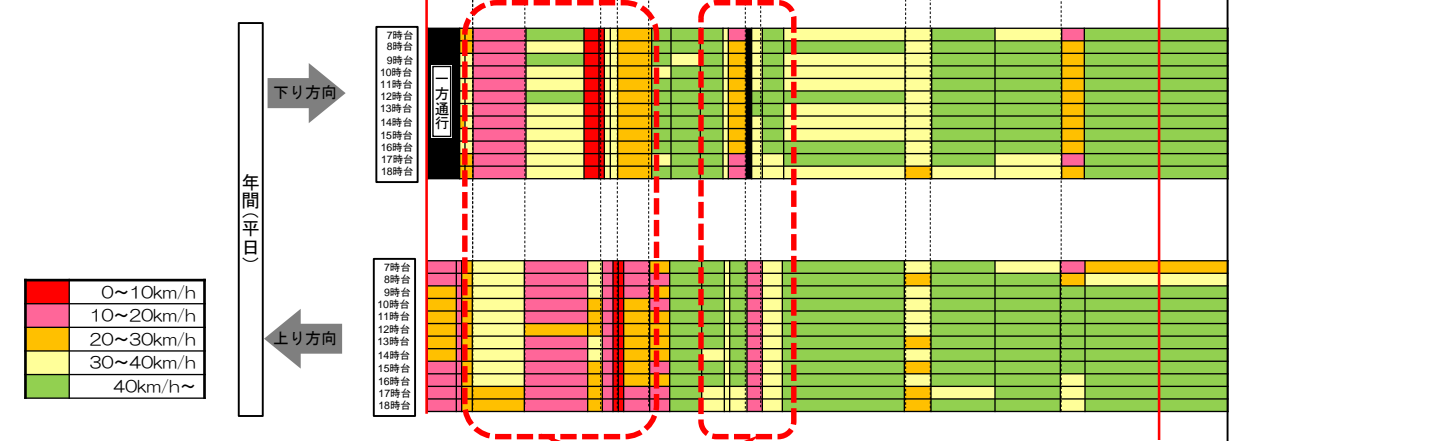 7時台
8時台
9時台
10時台
11時台
12時台
13時台
14時台
15時台
16時台
17時台
18時台
一方通行
下り方向
年間(平日)
7時台
8時台
9時台
10時台
11時台
12時台
13時台
14時台
15時台
16時台
17時台
18時台
上り方向
0～10km/h
10～20km/h
20～30km/h
30～40km/h
40km/h～